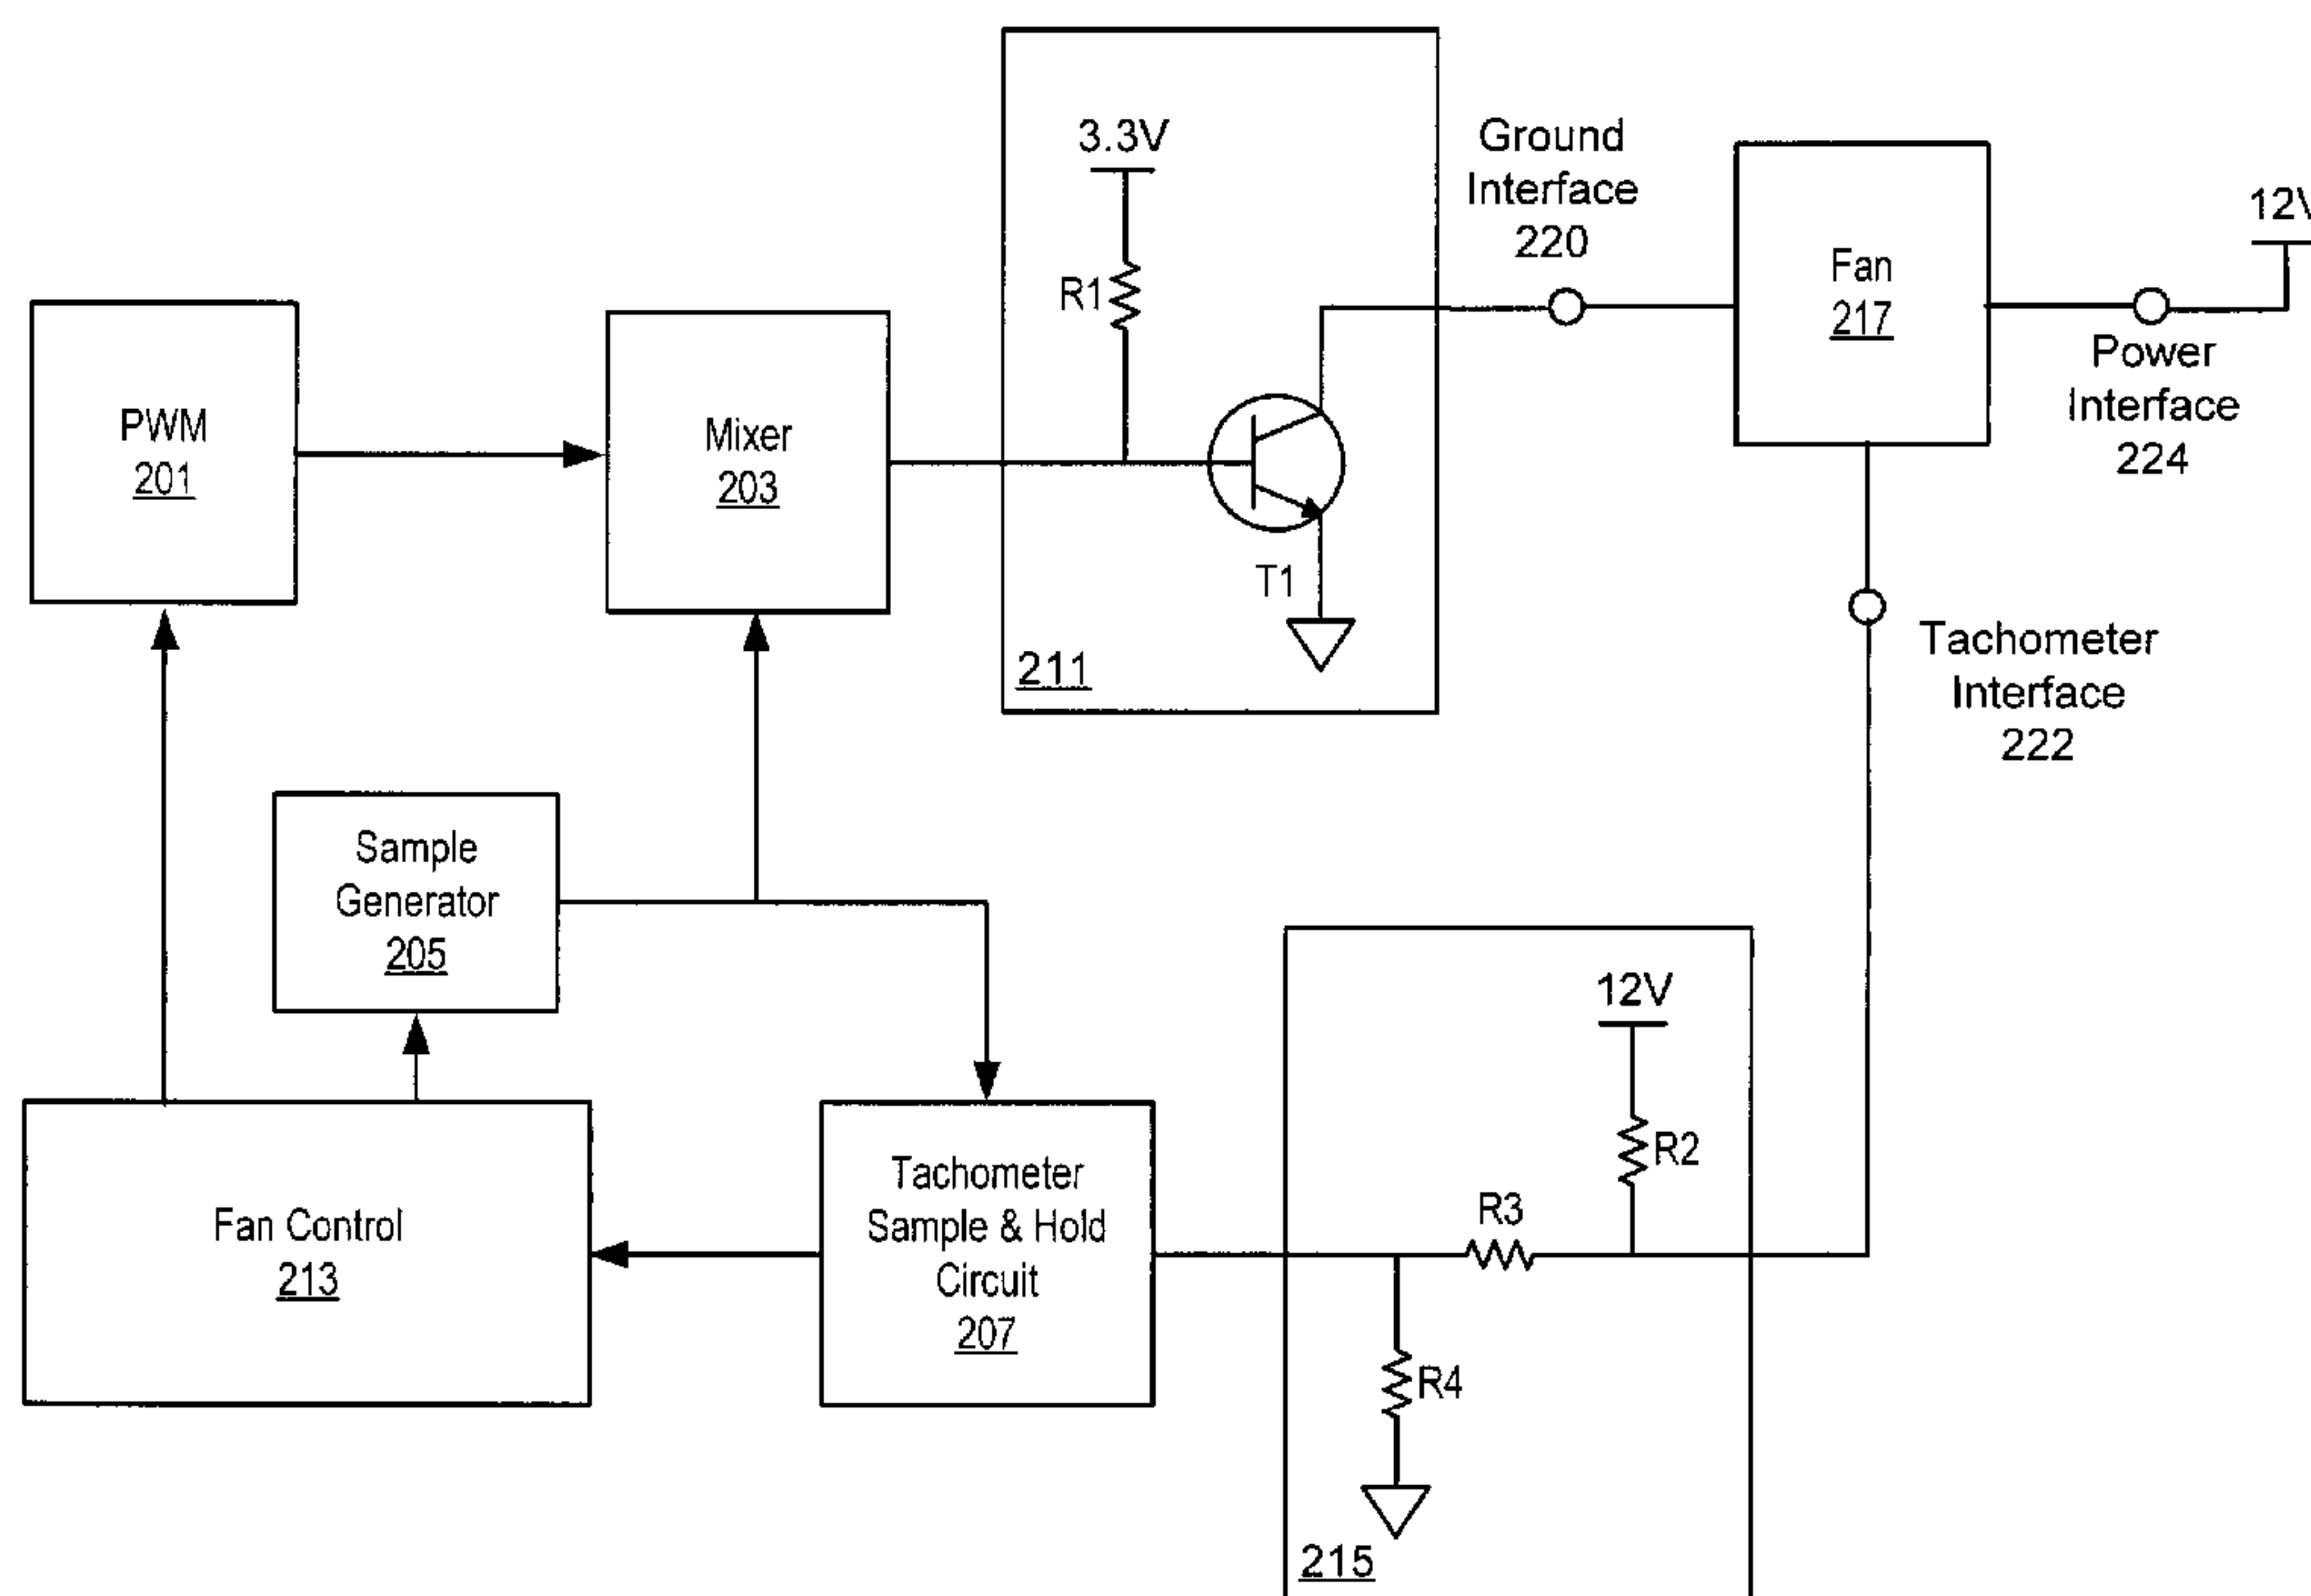 3.3V
R1
T1
211
Ground
Interface
220
Fan
217
12V
Power
Interface
224
PWM
201
Mixer
203
Tachometer
Interface
222
Sample
Generator
205
12V
R2
R3
R4
215
Fan Control
213
Tachometer
Sample & Hold
Circuit
207